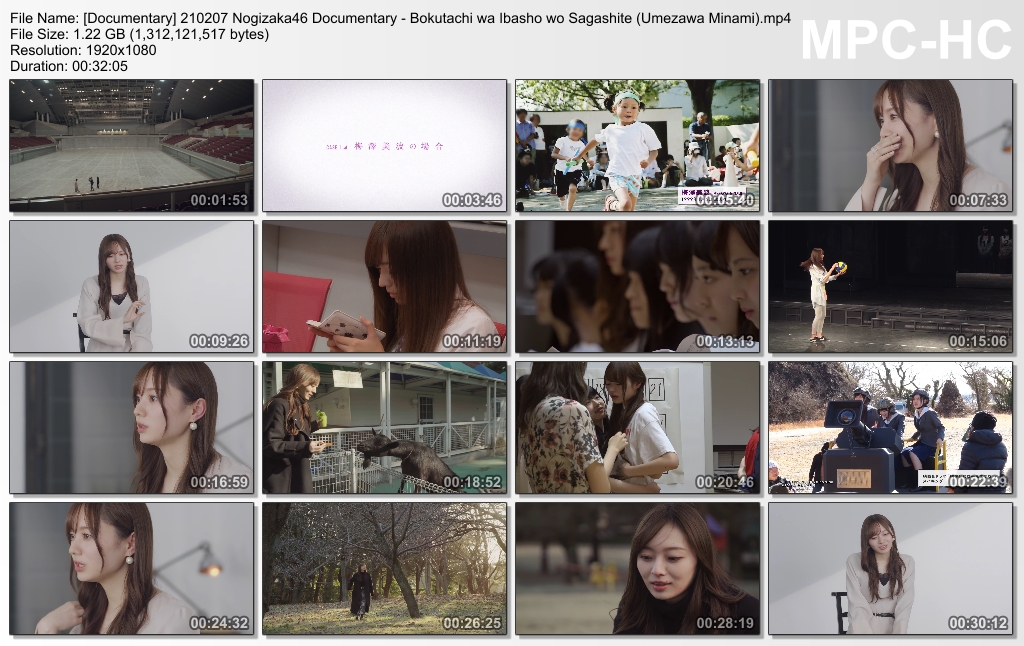 File Name: [Documentary] 210207 Nogizaka46 Documentary - Bokutachi wa Ibasho wo Sagashite (Umezawa Minami).mp4
MPC-HC
File Size: 1.22 GB (1,312,121,517 bytes)
Resolution: 1920x1080
Duration: 00:32:05
00:01:53
梅澤美波の場合
00:03:46
00:05:40
00:07:33
00:09:26
00:11:19
00:13:13
00:15:06
00:16:59
00:18:52
00:20:46
00:22:39
00:24:32
00:26:25
00:28:19
00:30:12